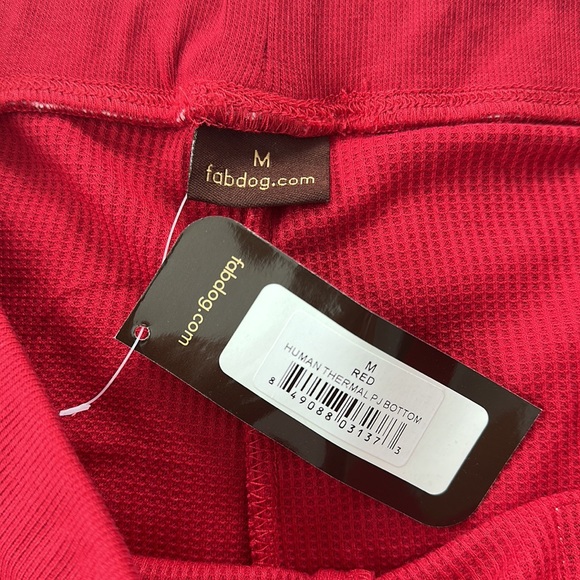 M
fabdog.com
fabdog.com
M
RED
HUMAN THERMAL PJ BOTTOM
8 49088 03137 3